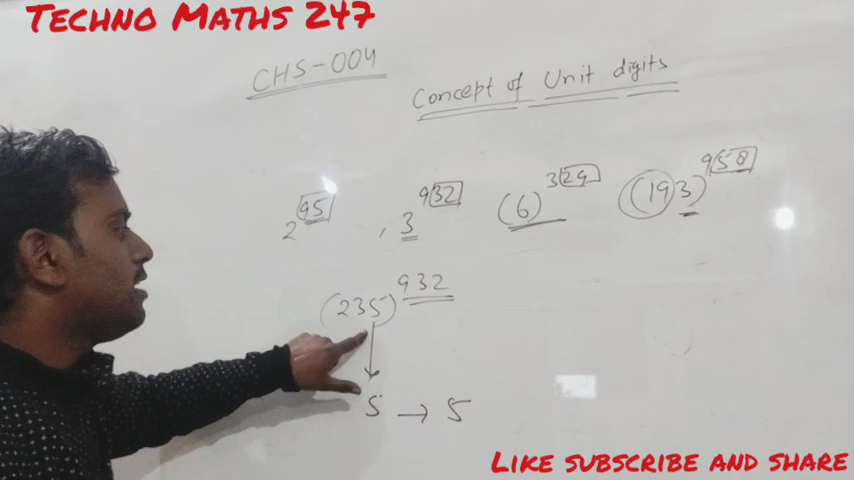 TECHNO MATHS 247
CHS-004
Concept of Unit digits
2^95 , 3^932 (6)^329 (193)^958
(235)^932
5 → 5
LIKE SUBSCRIBE AND SHARE